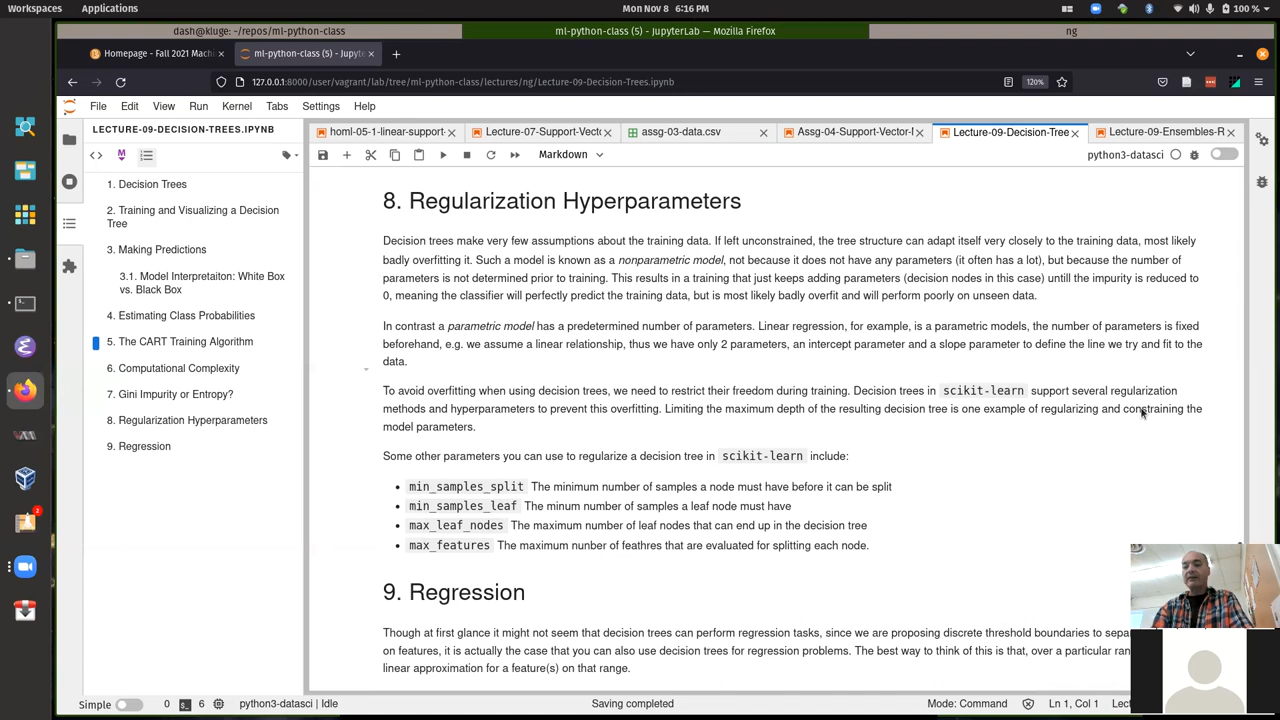 Workspaces Applications Mon Nov 8 6:16 PM 100 %
dash@kluge: ~/repos/ml-python-class ml-python-class (5) - JupyterLab — Mozilla Firefox ng
Homepage - Fall 2021 Machi ml-python-class (5) - Jupyte
127.0.0.1:8000/user/vagrant/lab/tree/ml-python-class/lectures/ng/Lecture-09-Decision-Trees.ipynb 120%
File Edit View Run Kernel Tabs Settings Help
LECTURE-09-DECISION-TREES.IPYNB
homl-05-1-linear-support- Lecture-07-Support-Vecto assg-03-data.csv Assg-04-Support-Vector-I Lecture-09-Decision-Tree Lecture-09-Ensembles-R
Markdown python3-datasci
1. Decision Trees
2. Training and Visualizing a Decision
Tree
3. Making Predictions
3.1. Model Interpretaiton: White Box
vs. Black Box
4. Estimating Class Probabilities
5. The CART Training Algorithm
6. Computational Complexity
7. Gini Impurity or Entropy?
8. Regularization Hyperparameters
9. Regression
8. Regularization Hyperparameters
Decision trees make very few assumptions about the training data. If left unconstrained, the tree structure can adapt itself very closely to the training data, most likely
badly overfitting it. Such a model is known as a nonparametric model, not because it does not have any parameters (it often has a lot), but because the number of
parameters is not determined prior to training. This results in a training that just keeps adding parameters (decision nodes in this case) untill the impurity is reduced to
0, meaning the classifier will perfectly predict the training data, but is most likely badly overfit and will perform poorly on unseen data.
In contrast a parametric model has a predetermined number of parameters. Linear regression, for example, is a parametric models, the number of parameters is fixed
beforehand, e.g. we assume a linear relationship, thus we have only 2 parameters, an intercept parameter and a slope parameter to define the line we try and fit to the
data.
To avoid overfitting when using decision trees, we need to restrict their freedom during training. Decision trees in scikit-learn support several regularization
methods and hyperparameters to prevent this overfitting. Limiting the maximum depth of the resulting decision tree is one example of regularizing and constraining the
model parameters.
Some other parameters you can use to regularize a decision tree in scikit-learn include:
• min_samples_split The minimum number of samples a node must have before it can be split
• min_samples_leaf The minum number of samples a leaf node must have
• max_leaf_nodes The maximum number of leaf nodes that can end up in the decision tree
• max_features The maximum nunber of feathres that are evaluated for splitting each node.
9. Regression
Though at first glance it might not seem that decision trees can perform regression tasks, since we are proposing discrete threshold boundaries to sepa
on features, it is actually the case that you can also use decision trees for regression problems. The best way to think of this is that, over a particular ran
linear approximation for a feature(s) on that range.
Simple 0 6 python3-datasci | Idle Saving completed Mode: Command Ln 1, Col 1 Lect